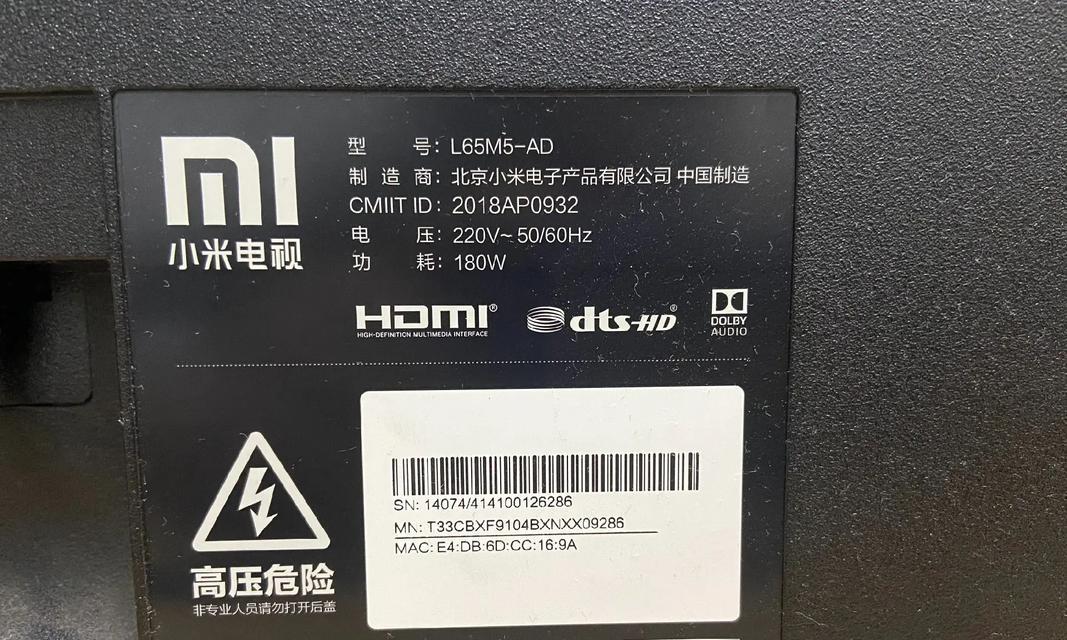 MI
小米电视
型 号: L65M5-AD
制 造 商: 北京小米电子产品有限公司 中国制造
CMIIT ID: 2018AP0932
电 压: 220V~ 50/60Hz
功 耗: 180W
HDMI®
HIGH-DEFINITION MULTIMEDIA INTERFACE
dts-HD®
DOLBY
AUDIO
高压危险
非专业人员请勿打开后盖
SN: 14074/414100126286
MN: T33CBXF9104BXNXX09286
MAC: E4:DB:6D:CC:16:9A